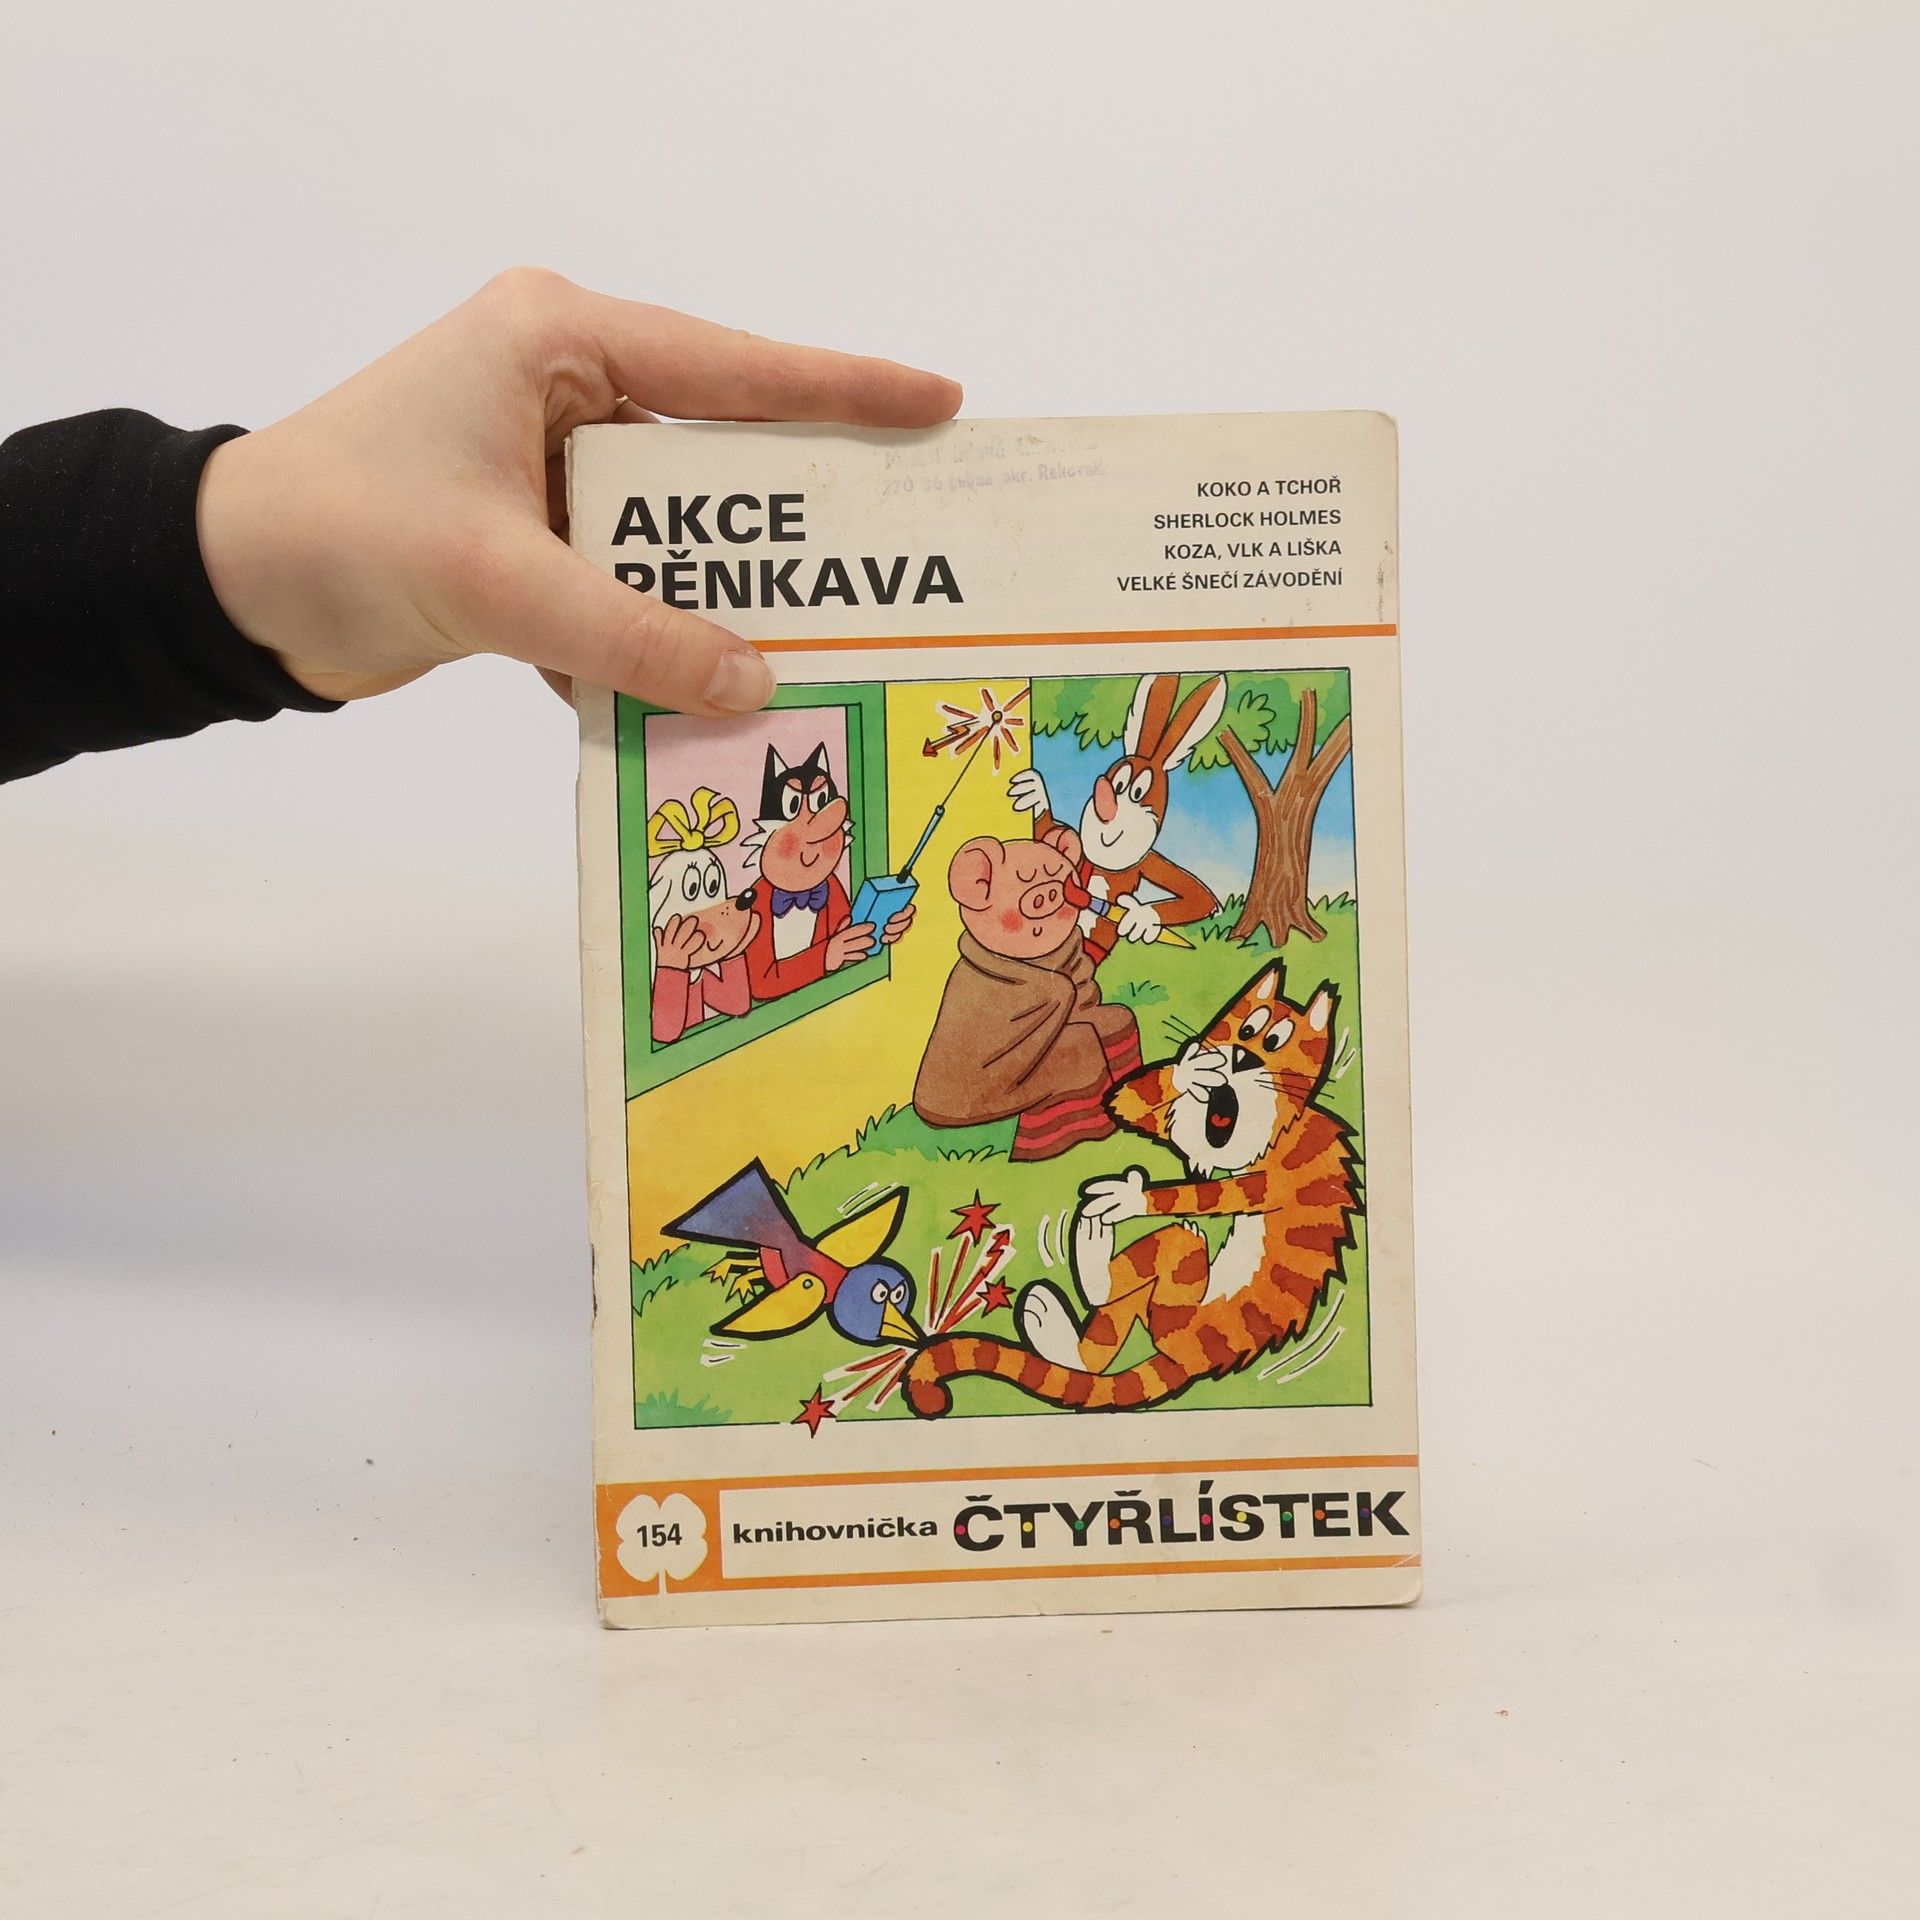 AKCE
PĚNKAVA
KOKO A TCHOŘ
SHERLOCK HOLMES
KOZA, VLK A LIŠKA
VELKÉ ŠNEČÍ ZÁVODĚNÍ
154
knihovnička ČTYŘLÍSTEK